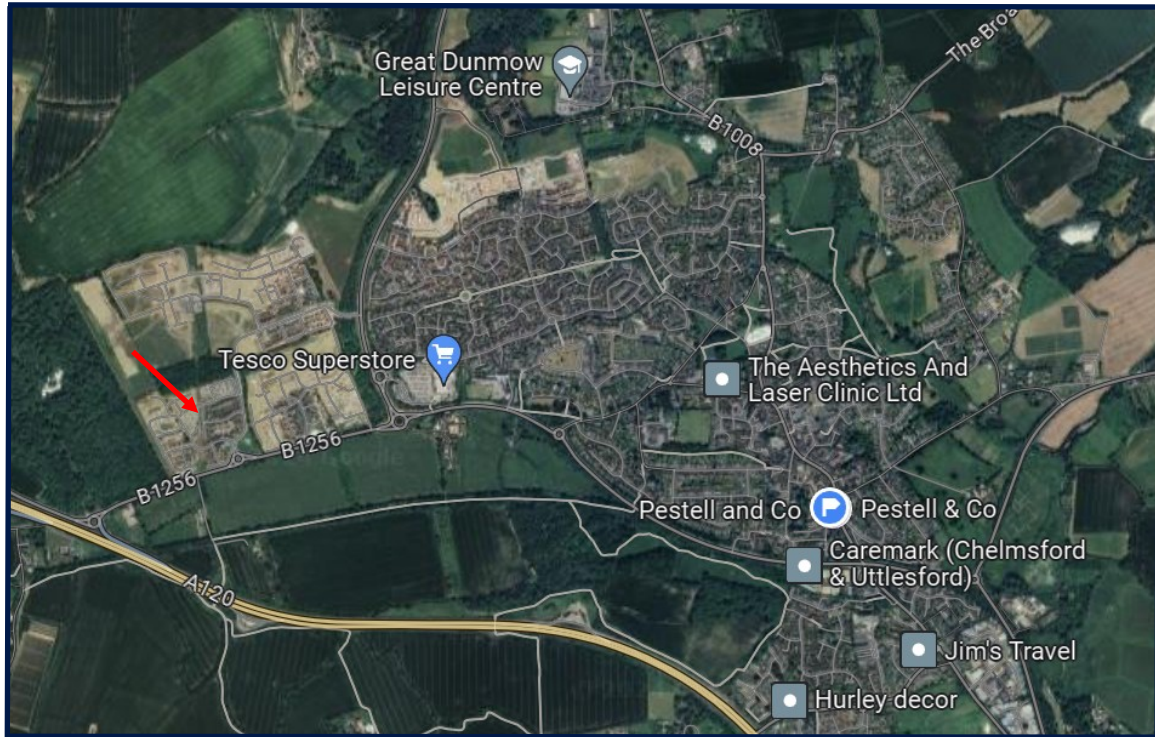 Great Dunmow
Leisure Centre
The Broa
B1008
Tesco Superstore
The Aesthetics And
Laser Clinic Ltd
B1256
B1256
Pestell and Co
Pestell & Co
Caremark (Chelmsford
& Uttlesford)
A120
Jim's Travel
Hurley decor